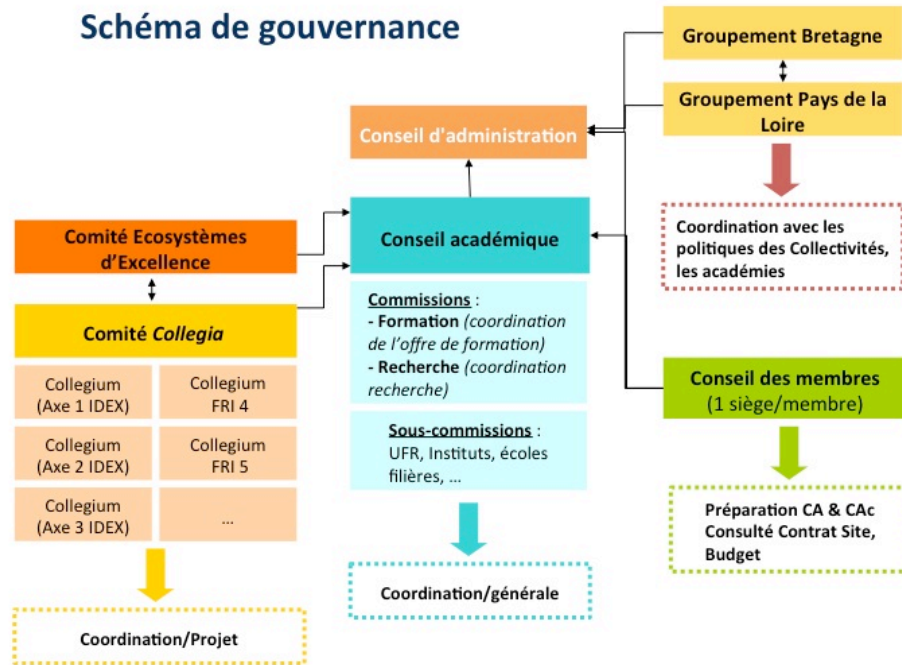 Schéma de gouvernance
Groupement Bretagne
Groupement Pays de la
Loire
Conseil d'administration
Coordination avec les
politiques des Collectivités,
les académies
Comité Ecosystèmes
d’Excellence
Conseil académique
Comité Collegia
Commissions :
- Formation (coordination
de l’offre de formation)
- Recherche (coordination
recherche)
Collegium
(Axe 1 IDEX)
Collegium
FRI 4
Collegium
(Axe 2 IDEX)
Collegium
FRI 5
Collegium
(Axe 3 IDEX)
...
Sous-commissions :
UFR, Instituts, écoles
filières, ...
Conseil des membres
(1 siège/membre)
Préparation CA & CAc
Consulté Contrat Site,
Budget
Coordination/générale
Coordination/Projet